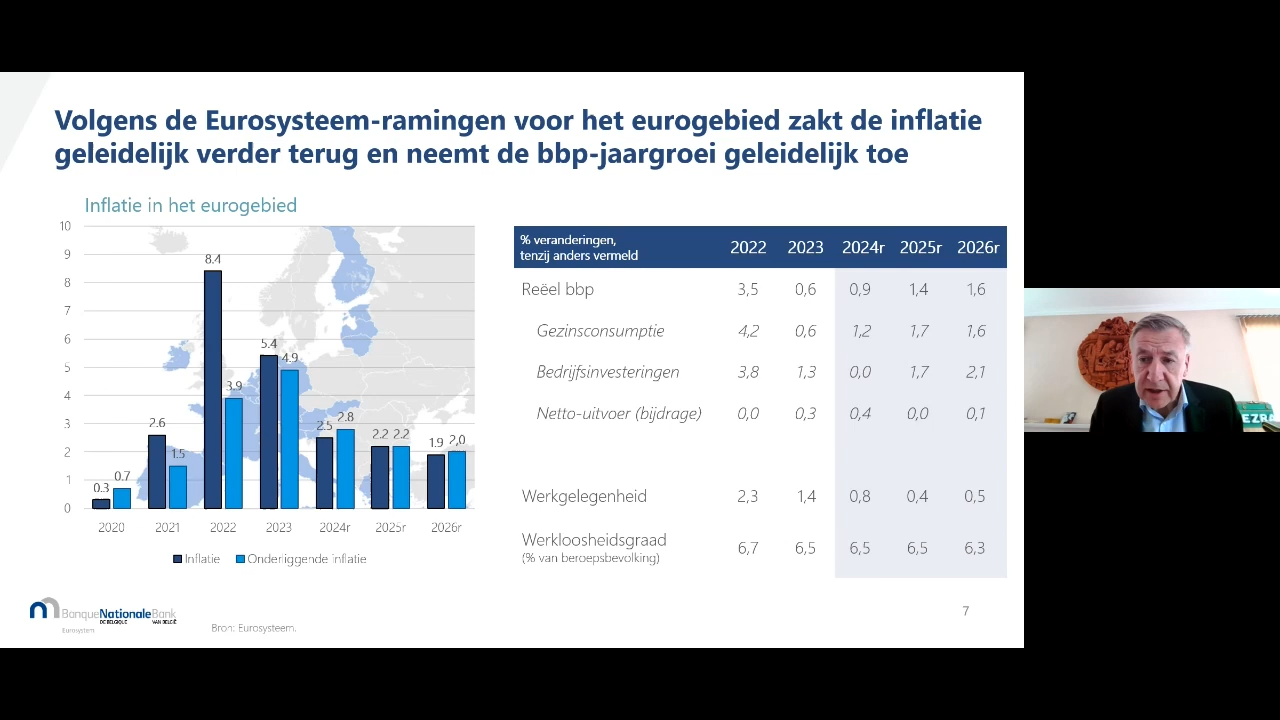 Volgens de Eurosysteem-ramingen voor het eurogebied zakt de inflatie
geleidelijk verder terug en neemt de bbp-jaargroei geleidelijk toe
Inflatie in het eurogebied
10
9
8
7
6
5
4
3
2
1
0
0.3
0.7
2.6
1.5
8.4
3.9
5.4
4.9
2.5
2.8
2.2
2.2
1.9
2,0
2020
2021
2022
2023
2024r
2025r
2026r
Inflatie
Onderliggende inflatie
% veranderingen,
tenzij anders vermeld
2022 2023 2024r 2025r 2026r
Reëel bbp 3,5 0,6 0,9 1,4 1,6
Gezinsconsumptie 4,2 0,6 1,2 1,7 1,6
Bedrijfsinvesteringen 3,8 1,3 0,0 1,7 2,1
Netto-uitvoer (bijdrage) 0,0 0,3 0,4 0,0 0,1
Werkgelegenheid 2,3 1,4 0,8 0,4 0,5
Werkloosheidsgraad
(% van beroepsbevolking)
6,7 6,5 6,5 6,5 6,3
BanqueNationaleBank
DE BELGIQUE VAN BELGIË
Eurosystem
Bron: Eurosysteem.
7
EZBA